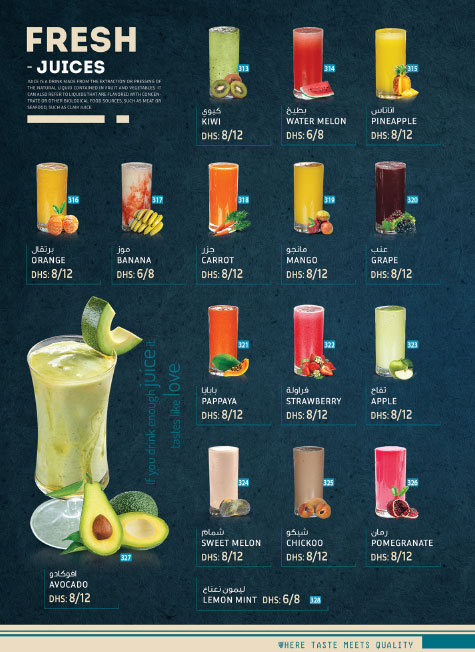 FRESH
- JUICES
JUICE IS A DRINK MADE FROM THE EXTRACTION OR PRESSING OF
THE NATURAL LIQUID CONTAINED IN FRUIT AND VEGETABLES. IT
CAN ALSO REFER TO LIQUIDS THAT ARE FLAVORED WITH CONCEN-
TRATE OR OTHER BIOLOGICAL FOOD SOURCES, SUCH AS MEAT OR
SEAFOOD, SUCH AS CLAM JUICE.
313
كيوي
KIWI
DHS: 8/12
314
بطيخ
WATER MELON
DHS: 6/8
315
اناناس
PINEAPPLE
DHS: 8/12
316
برتقال
ORANGE
DHS: 8/12
317
موز
BANANA
DHS: 6/8
318
جزر
CARROT
DHS: 8/12
319
مانجو
MANGO
DHS: 8/12
320
عنب
GRAPE
DHS: 8/12
If you drink enough juice it
tastes like love
321
بابايا
PAPPAYA
DHS: 8/12
322
فراولة
STRAWBERRY
DHS: 8/12
323
تفاح
APPLE
DHS: 8/12
324
شمام
SWEET MELON
DHS: 8/12
325
شيكو
CHICKOO
DHS: 8/12
326
رمان
POMEGRANATE
DHS: 8/12
327
افوكادو
AVOCADO
DHS: 8/12
ليمون نعناع
LEMON MINT DHS: 6/8 328
WHERE TASTE MEETS QUALITY